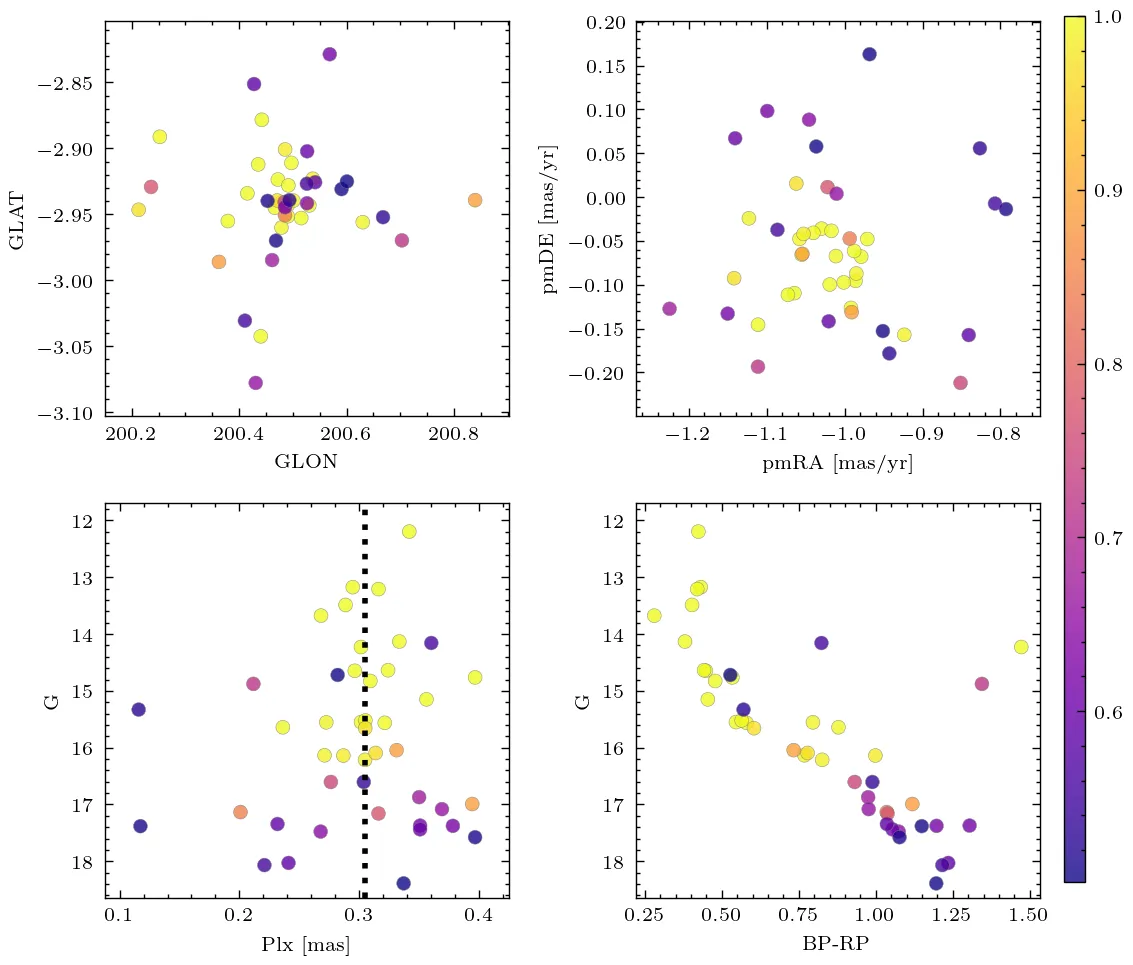 −2.85
−2.90
−2.95
−3.00
−3.05
−3.10
GLAT
200.2 200.4 200.6 200.8
GLON
0.20
0.15
0.10
0.05
0.00
−0.05
−0.10
−0.15
−0.20
pmDE [mas/yr]
−1.2 −1.1 −1.0 −0.9 −0.8
pmRA [mas/yr]
1.0
0.9
0.8
0.7
0.6
12
13
14
15
16
17
18
G
0.1 0.2 0.3 0.4
Plx [mas]
12
13
14
15
16
17
18
G
0.25 0.50 0.75 1.00 1.25 1.50
BP-RP